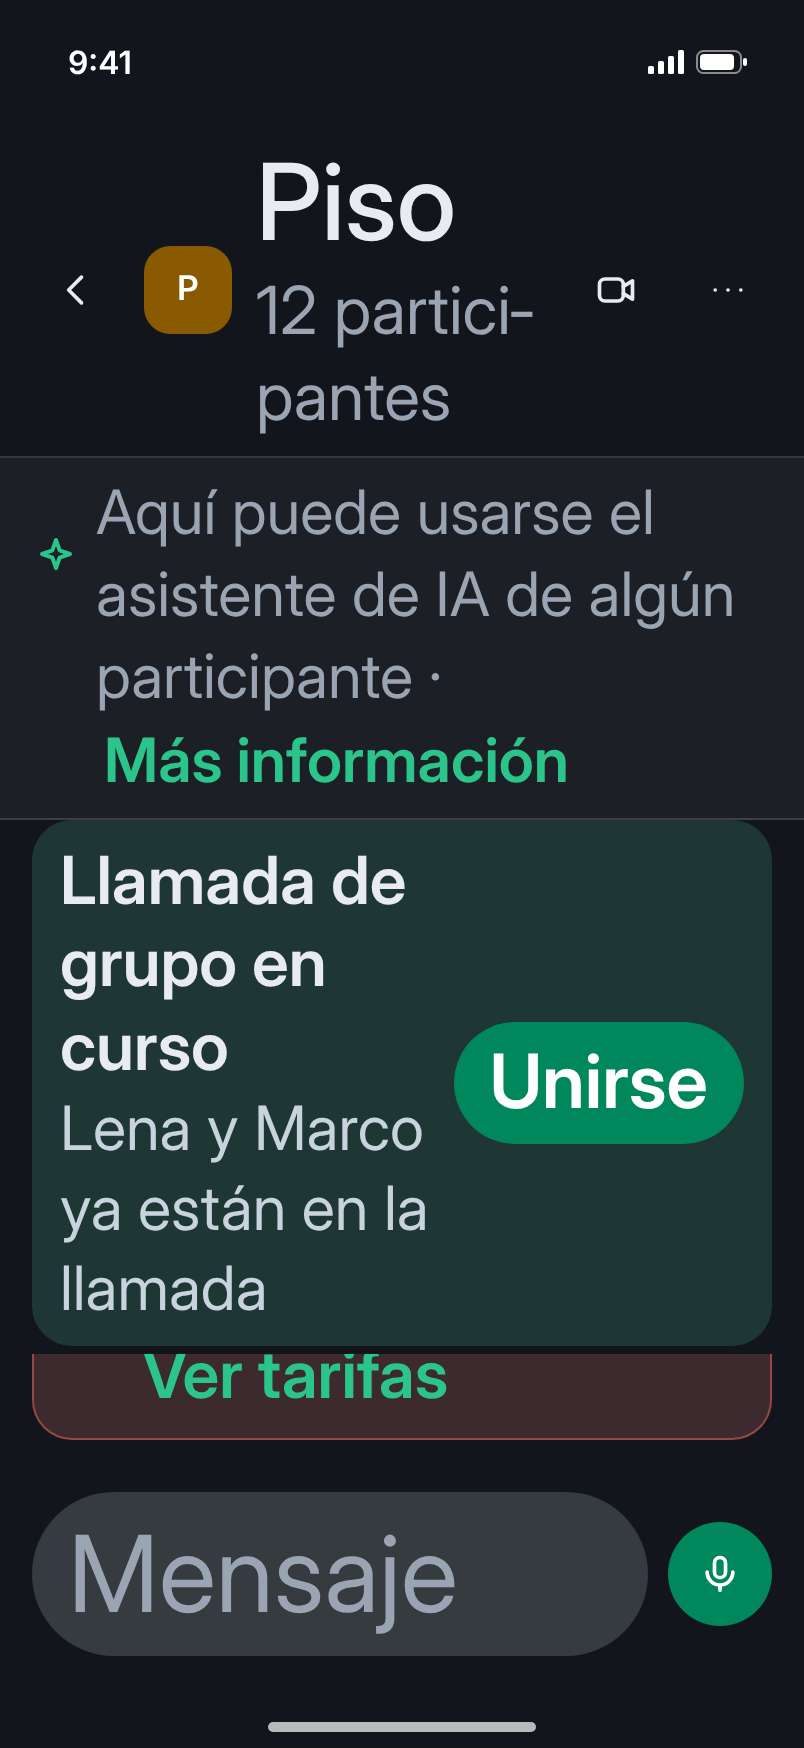 9:41
Piso
P
12 partici-
pantes
Aquí puede usarse el
asistente de IA de algún
participante ·
Más información
Llamada de
grupo en
curso
Lena y Marco
ya están en la
llamada
Unirse
Ver tarifas
Mensaje